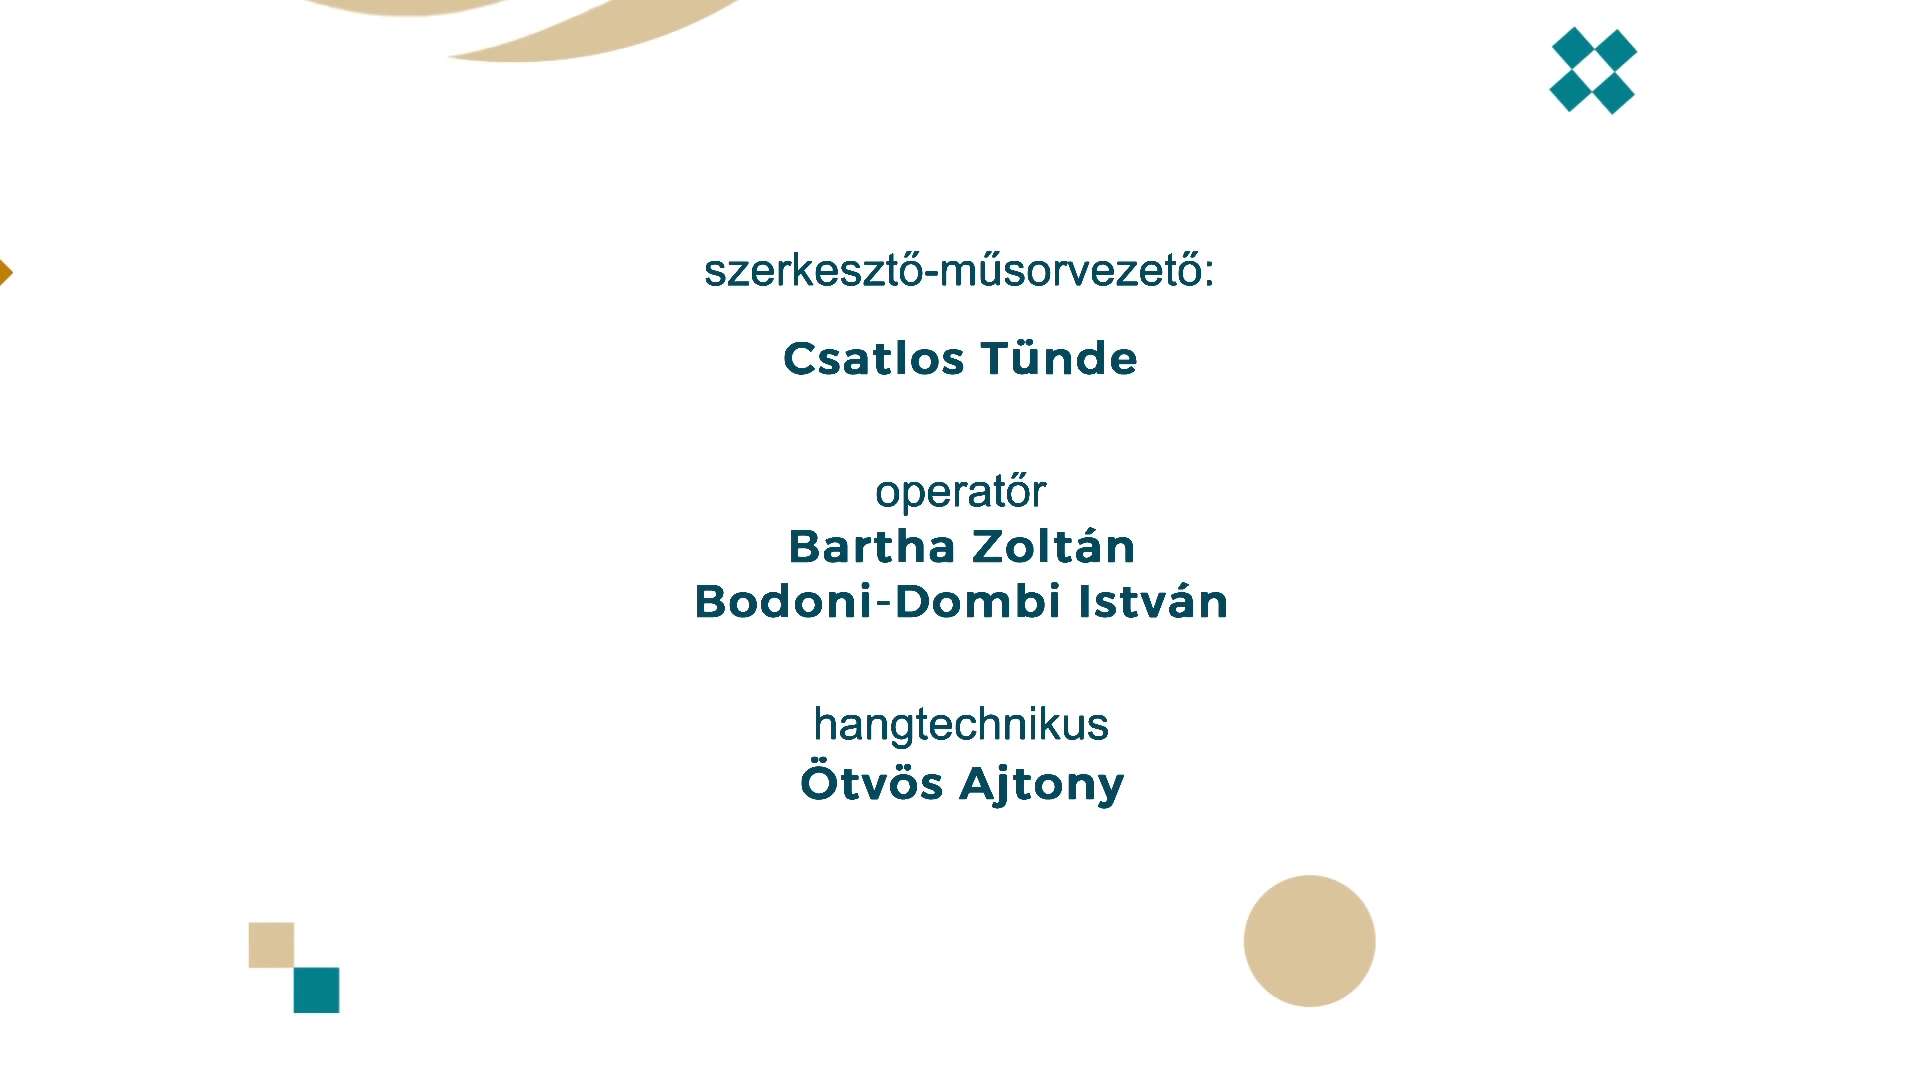 szerkesztő-műsorvezető:
Csatlos Tünde
operatőr
Bartha Zoltán
Bodoni-Dombi István
hangtechnikus
Ötvös Ajtony